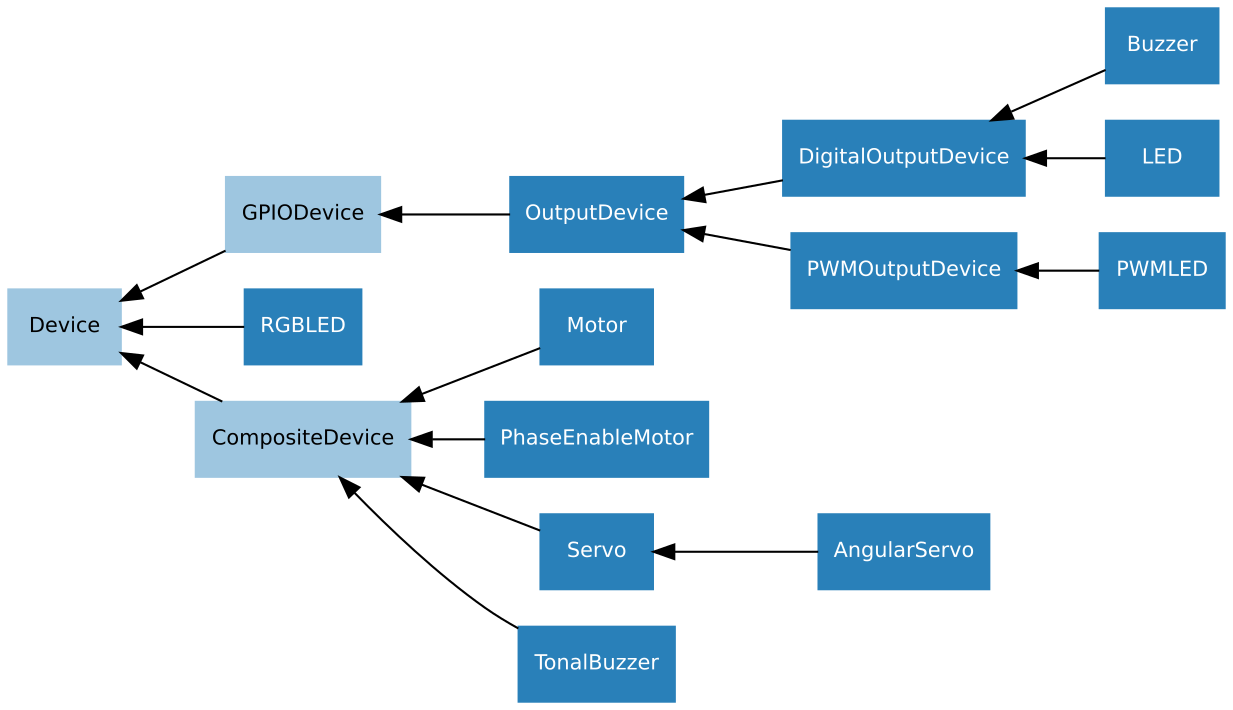 Buzzer
DigitalOutputDevice
LED
GPIODevice
OutputDevice
PWMOutputDevice
PWMLED
Device
RGBLED
Motor
CompositeDevice
PhaseEnableMotor
Servo
AngularServo
TonalBuzzer